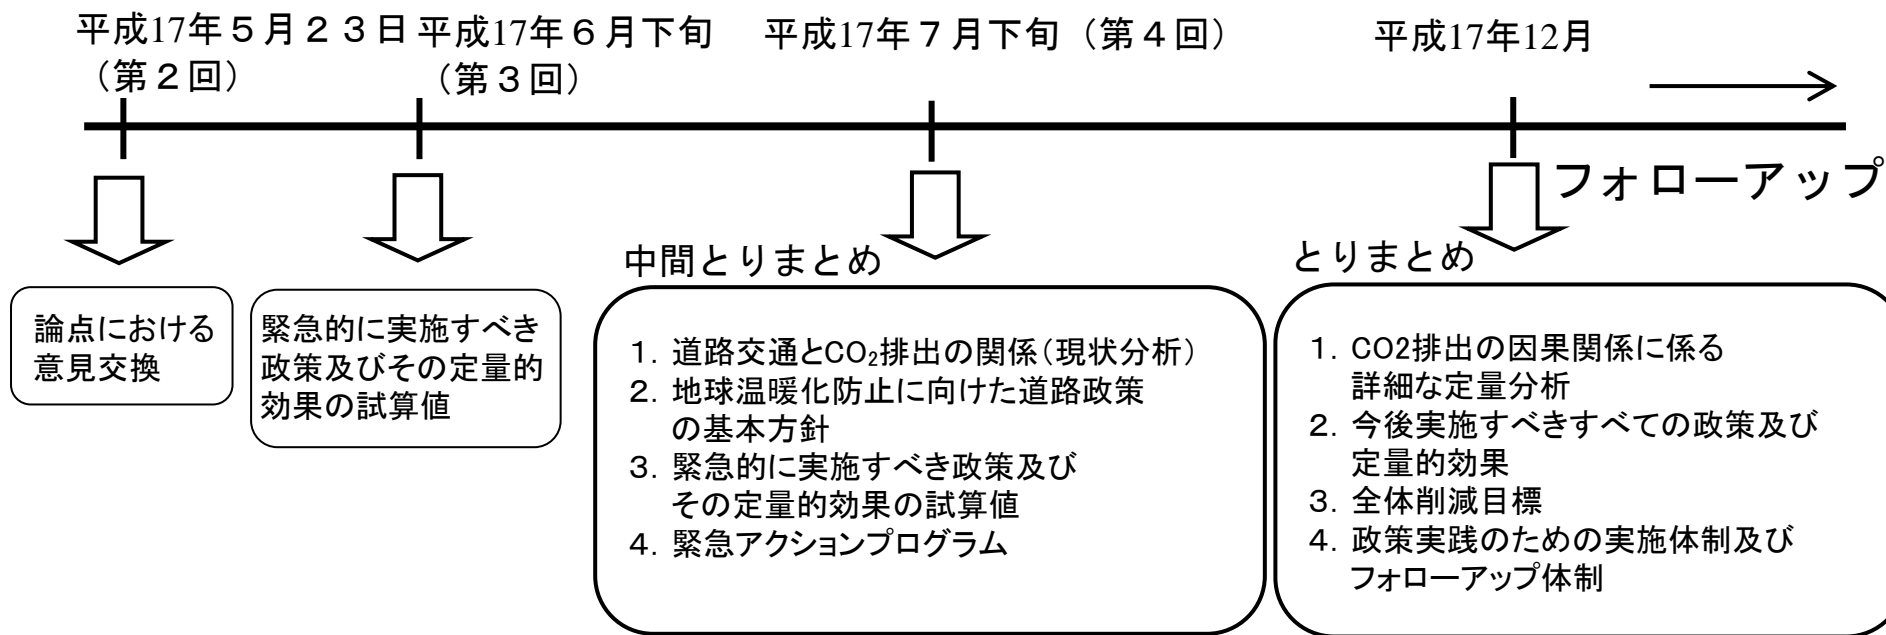 平成17年５月２３日
（第２回）
平成17年６月下旬
（第３回）
平成17年７月下旬（第４回）
平成17年12月
フォローアップ
論点における
意見交換
緊急的に実施すべき
政策及びその定量的
効果の試算値
中間とりまとめ
１．道路交通とCO₂排出の関係（現状分析）
２．地球温暖化防止に向けた道路政策
の基本方針
３．緊急的に実施すべき政策及び
その定量的効果の試算値
４．緊急アクションプログラム
とりまとめ
１．CO2排出の因果関係に係る
詳細な定量分析
２．今後実施すべきすべての政策及び
定量的効果
３．全体削減目標
４．政策実践のための実施体制及び
フォローアップ体制